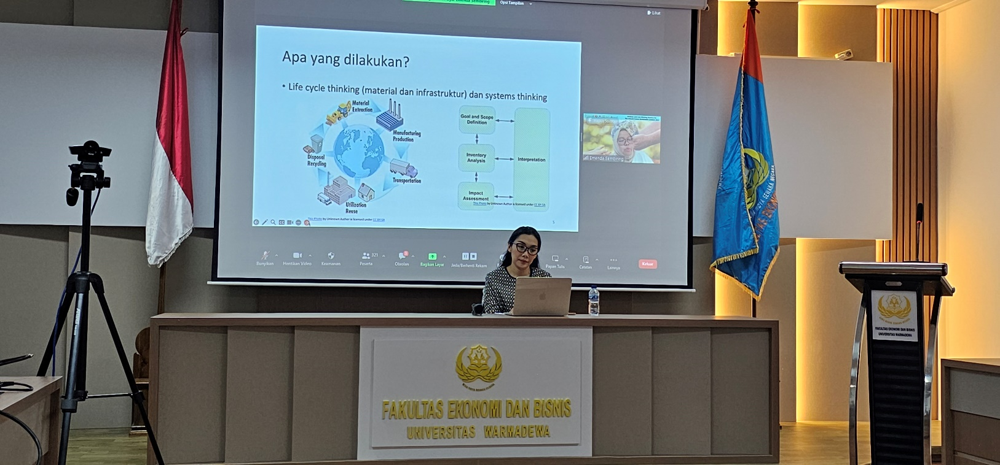 Opsi Tampilan
Lihat
Apa yang dilakukan?
• Life cycle thinking (material dan infrastruktur) dan systems thinking
Material
Extraction
Manufacturing
Production
Transportation
Utilization
Reuse
Disposal
Recycling
This Photo by Unknown Author is licensed under CC BY-SA
Goal and Scope
Definition
Inventory
Analysis
Impact
Assessment
Interpretation
This Photo by Unknown Author is licensed under CC BY-SA
5
Emenda Sembiring
Bunyikan
Hentikan Video
Keamanan
321
Peserta
Obrolan
Bagikan Layar
Jeda/Berhenti Rekam
Papan Tulis
Catatan
Lainnya
Keluar
FAKULTAS EKONOMI DAN BISNIS
UNIVERSITAS WARMADEWA
FAKULTAS EKONOMI DAN BISNIS
UNIVERSITAS WARMADEWA